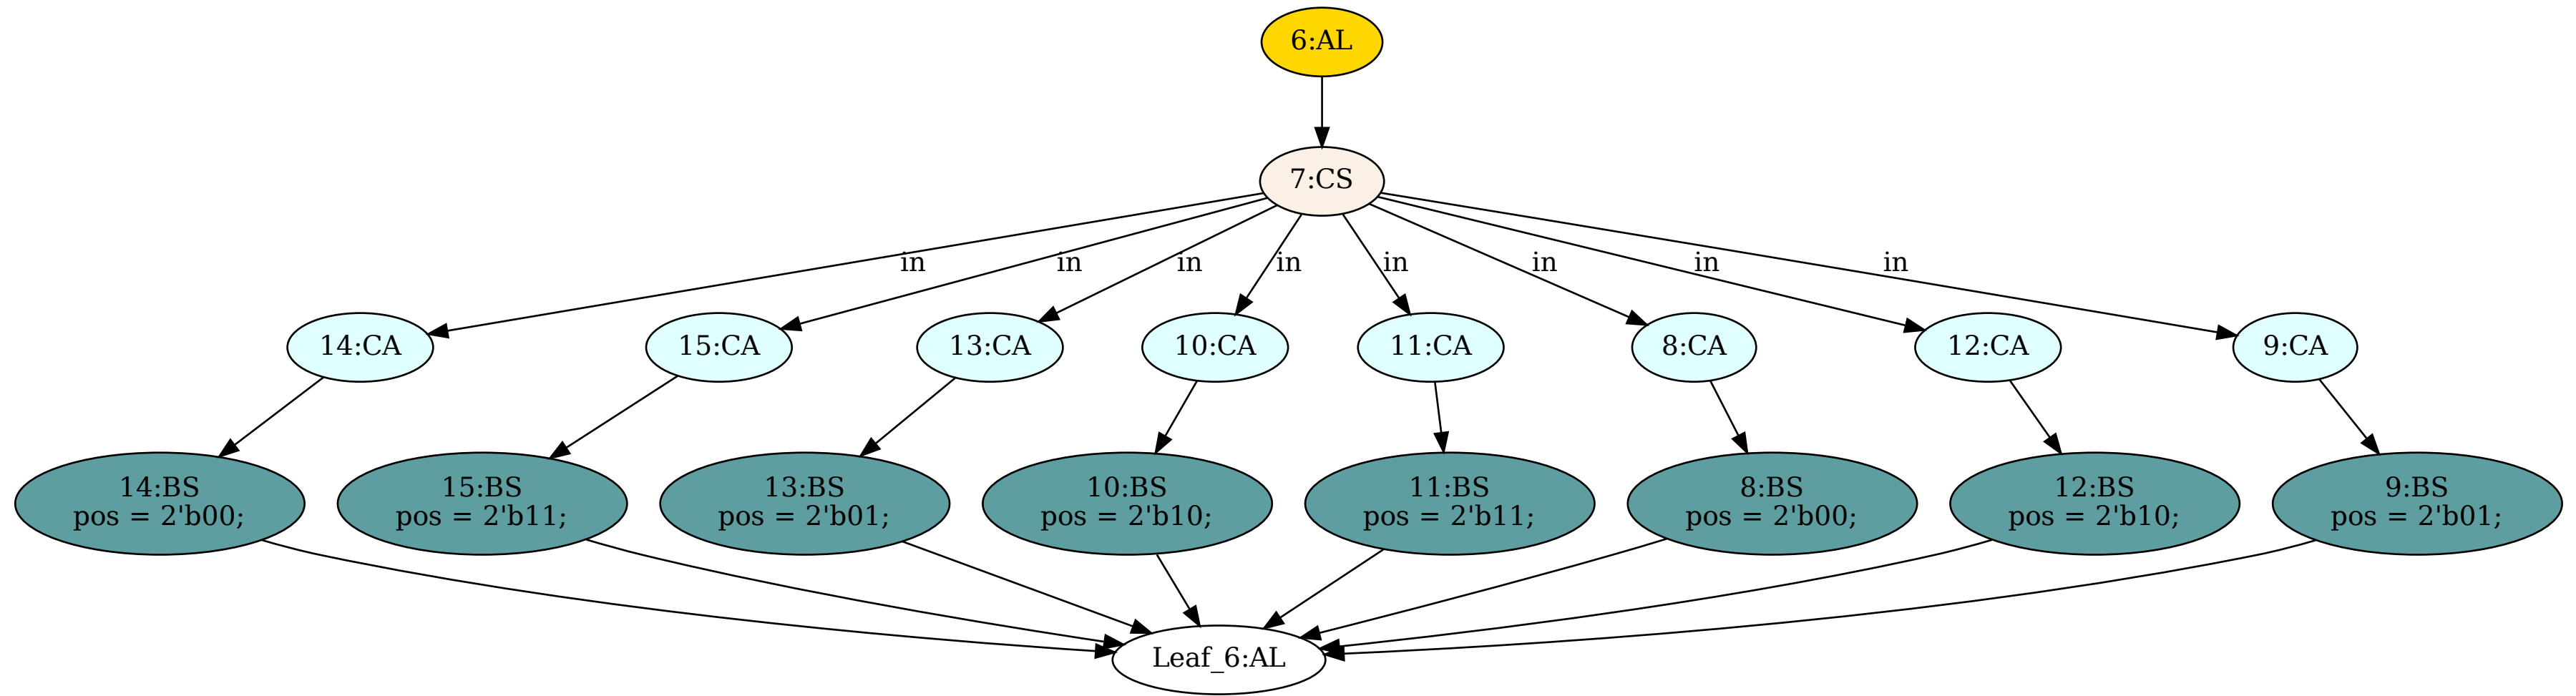 6:AL
7:CS
in
in
in
in
in
in
in
in
14:CA
15:CA
13:CA
10:CA
11:CA
8:CA
12:CA
9:CA
14:BS
pos = 2'b00;
15:BS
pos = 2'b11;
13:BS
pos = 2'b01;
10:BS
pos = 2'b10;
11:BS
pos = 2'b11;
8:BS
pos = 2'b00;
12:BS
pos = 2'b10;
9:BS
pos = 2'b01;
Leaf_6:AL